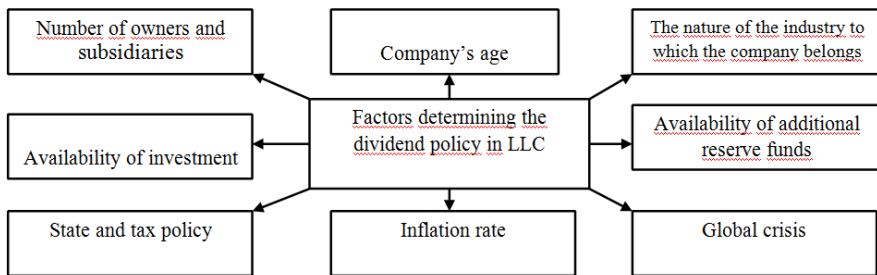 Number of owners and
subsidiaries
Company’s age
The nature of the industry to
which the company belongs
Factors determining the
dividend policy in LLC
Availability of investment
Availability of additional
reserve funds
State and tax policy
Inflation rate
Global crisis